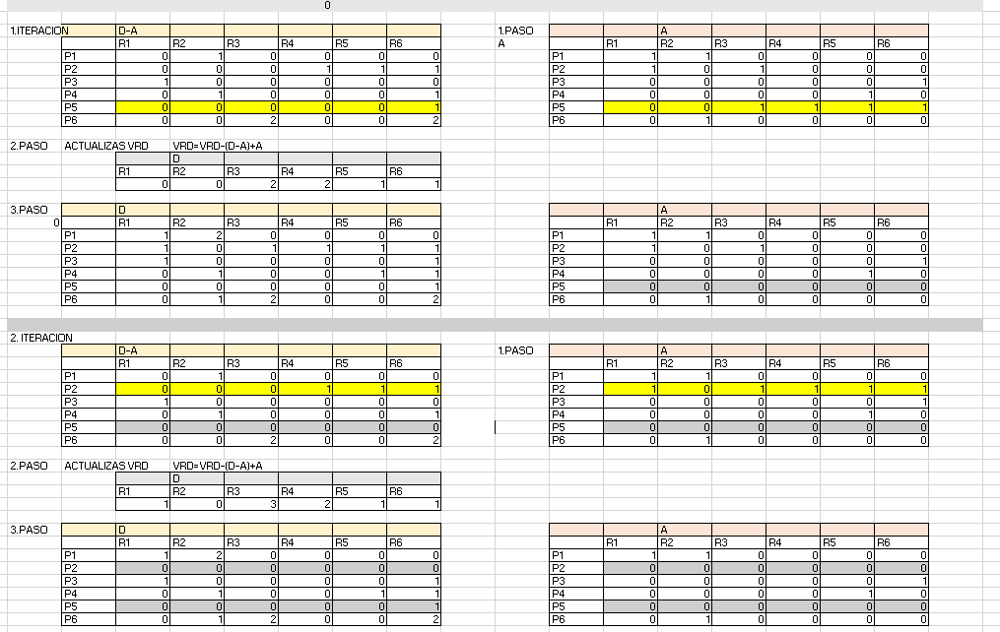 0
1.ITERACION D-A 1.PASO A
R1 R2 R3 R4 R5 R6 A R1 R2 R3 R4 R5 R6
P1 0 1 0 0 0 0 P1 1 1 0 0 0 0
P2 0 0 0 1 1 1 P2 1 0 1 0 0 0
P3 1 0 0 0 0 0 P3 0 0 0 0 0 1
P4 0 1 0 0 0 1 P4 0 0 0 0 1 0
P5 0 0 0 0 0 1 P5 0 0 1 1 1 1
P6 0 0 2 0 0 2 P6 0 1 0 0 0 0
2.PASO ACTUALIZAS VRD VRD=VRD-(D-A)+A
D
R1 R2 R3 R4 R5 R6
0 0 2 2 1 1
3.PASO D A
0 R1 R2 R3 R4 R5 R6 R1 R2 R3 R4 R5 R6
P1 1 2 0 0 0 0 P1 1 1 0 0 0 0
P2 1 0 1 1 1 1 P2 1 0 1 0 0 0
P3 1 0 0 0 0 1 P3 0 0 0 0 0 1
P4 0 1 0 0 1 1 P4 0 0 0 0 1 0
P5 0 0 0 0 0 1 P5 0 0 0 0 0 0
P6 0 1 2 0 0 2 P6 0 1 0 0 0 0
2. ITERACION
D-A 1.PASO A
R1 R2 R3 R4 R5 R6 R1 R2 R3 R4 R5 R6
P1 0 1 0 0 0 0 P1 1 1 0 0 0 0
P2 0 0 0 1 1 1 P2 1 0 1 1 1 1
P3 1 0 0 0 0 0 P3 0 0 0 0 0 1
P4 0 1 0 0 0 1 P4 0 0 0 0 1 0
P5 0 0 0 0 0 0 P5 0 0 0 0 0 0
P6 0 0 2 0 0 2 P6 0 1 0 0 0 0
2.PASO ACTUALIZAS VRD VRD=VRD-(D-A)+A
D
R1 R2 R3 R4 R5 R6
1 0 3 2 1 1
3.PASO D A
R1 R2 R3 R4 R5 R6 R1 R2 R3 R4 R5 R6
P1 1 2 0 0 0 0 P1 1 1 0 0 0 0
P2 0 0 0 0 0 0 P2 0 0 0 0 0 0
P3 1 0 0 0 0 1 P3 0 0 0 0 0 1
P4 0 1 0 0 1 1 P4 0 0 0 0 1 0
P5 0 0 0 0 0 1 P5 0 0 0 0 0 0
P6 0 1 2 0 0 2 P6 0 1 0 0 0 0